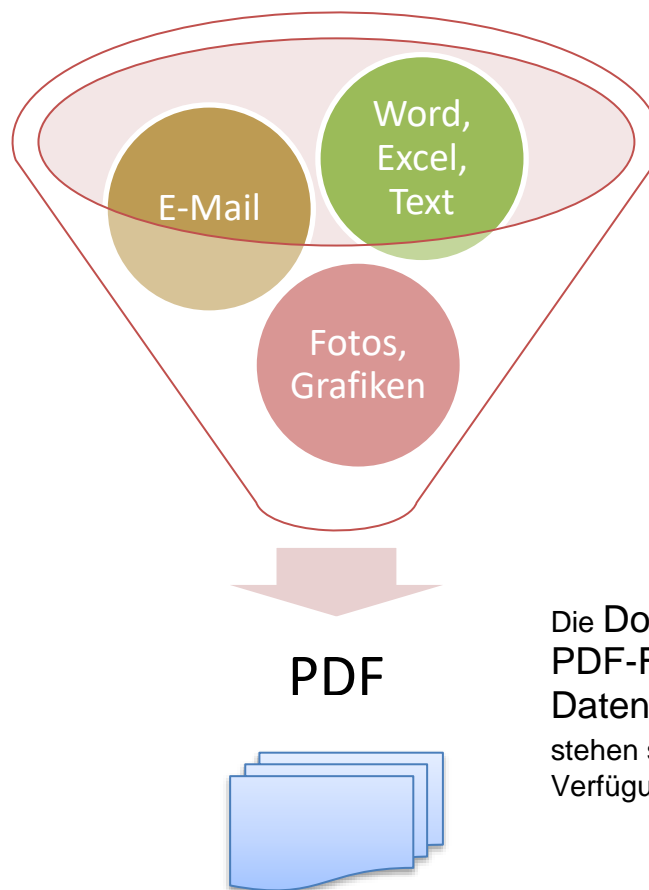 Word,
Excel,
Text
E-Mail
Fotos,
Grafiken
PDF
Die
stehen